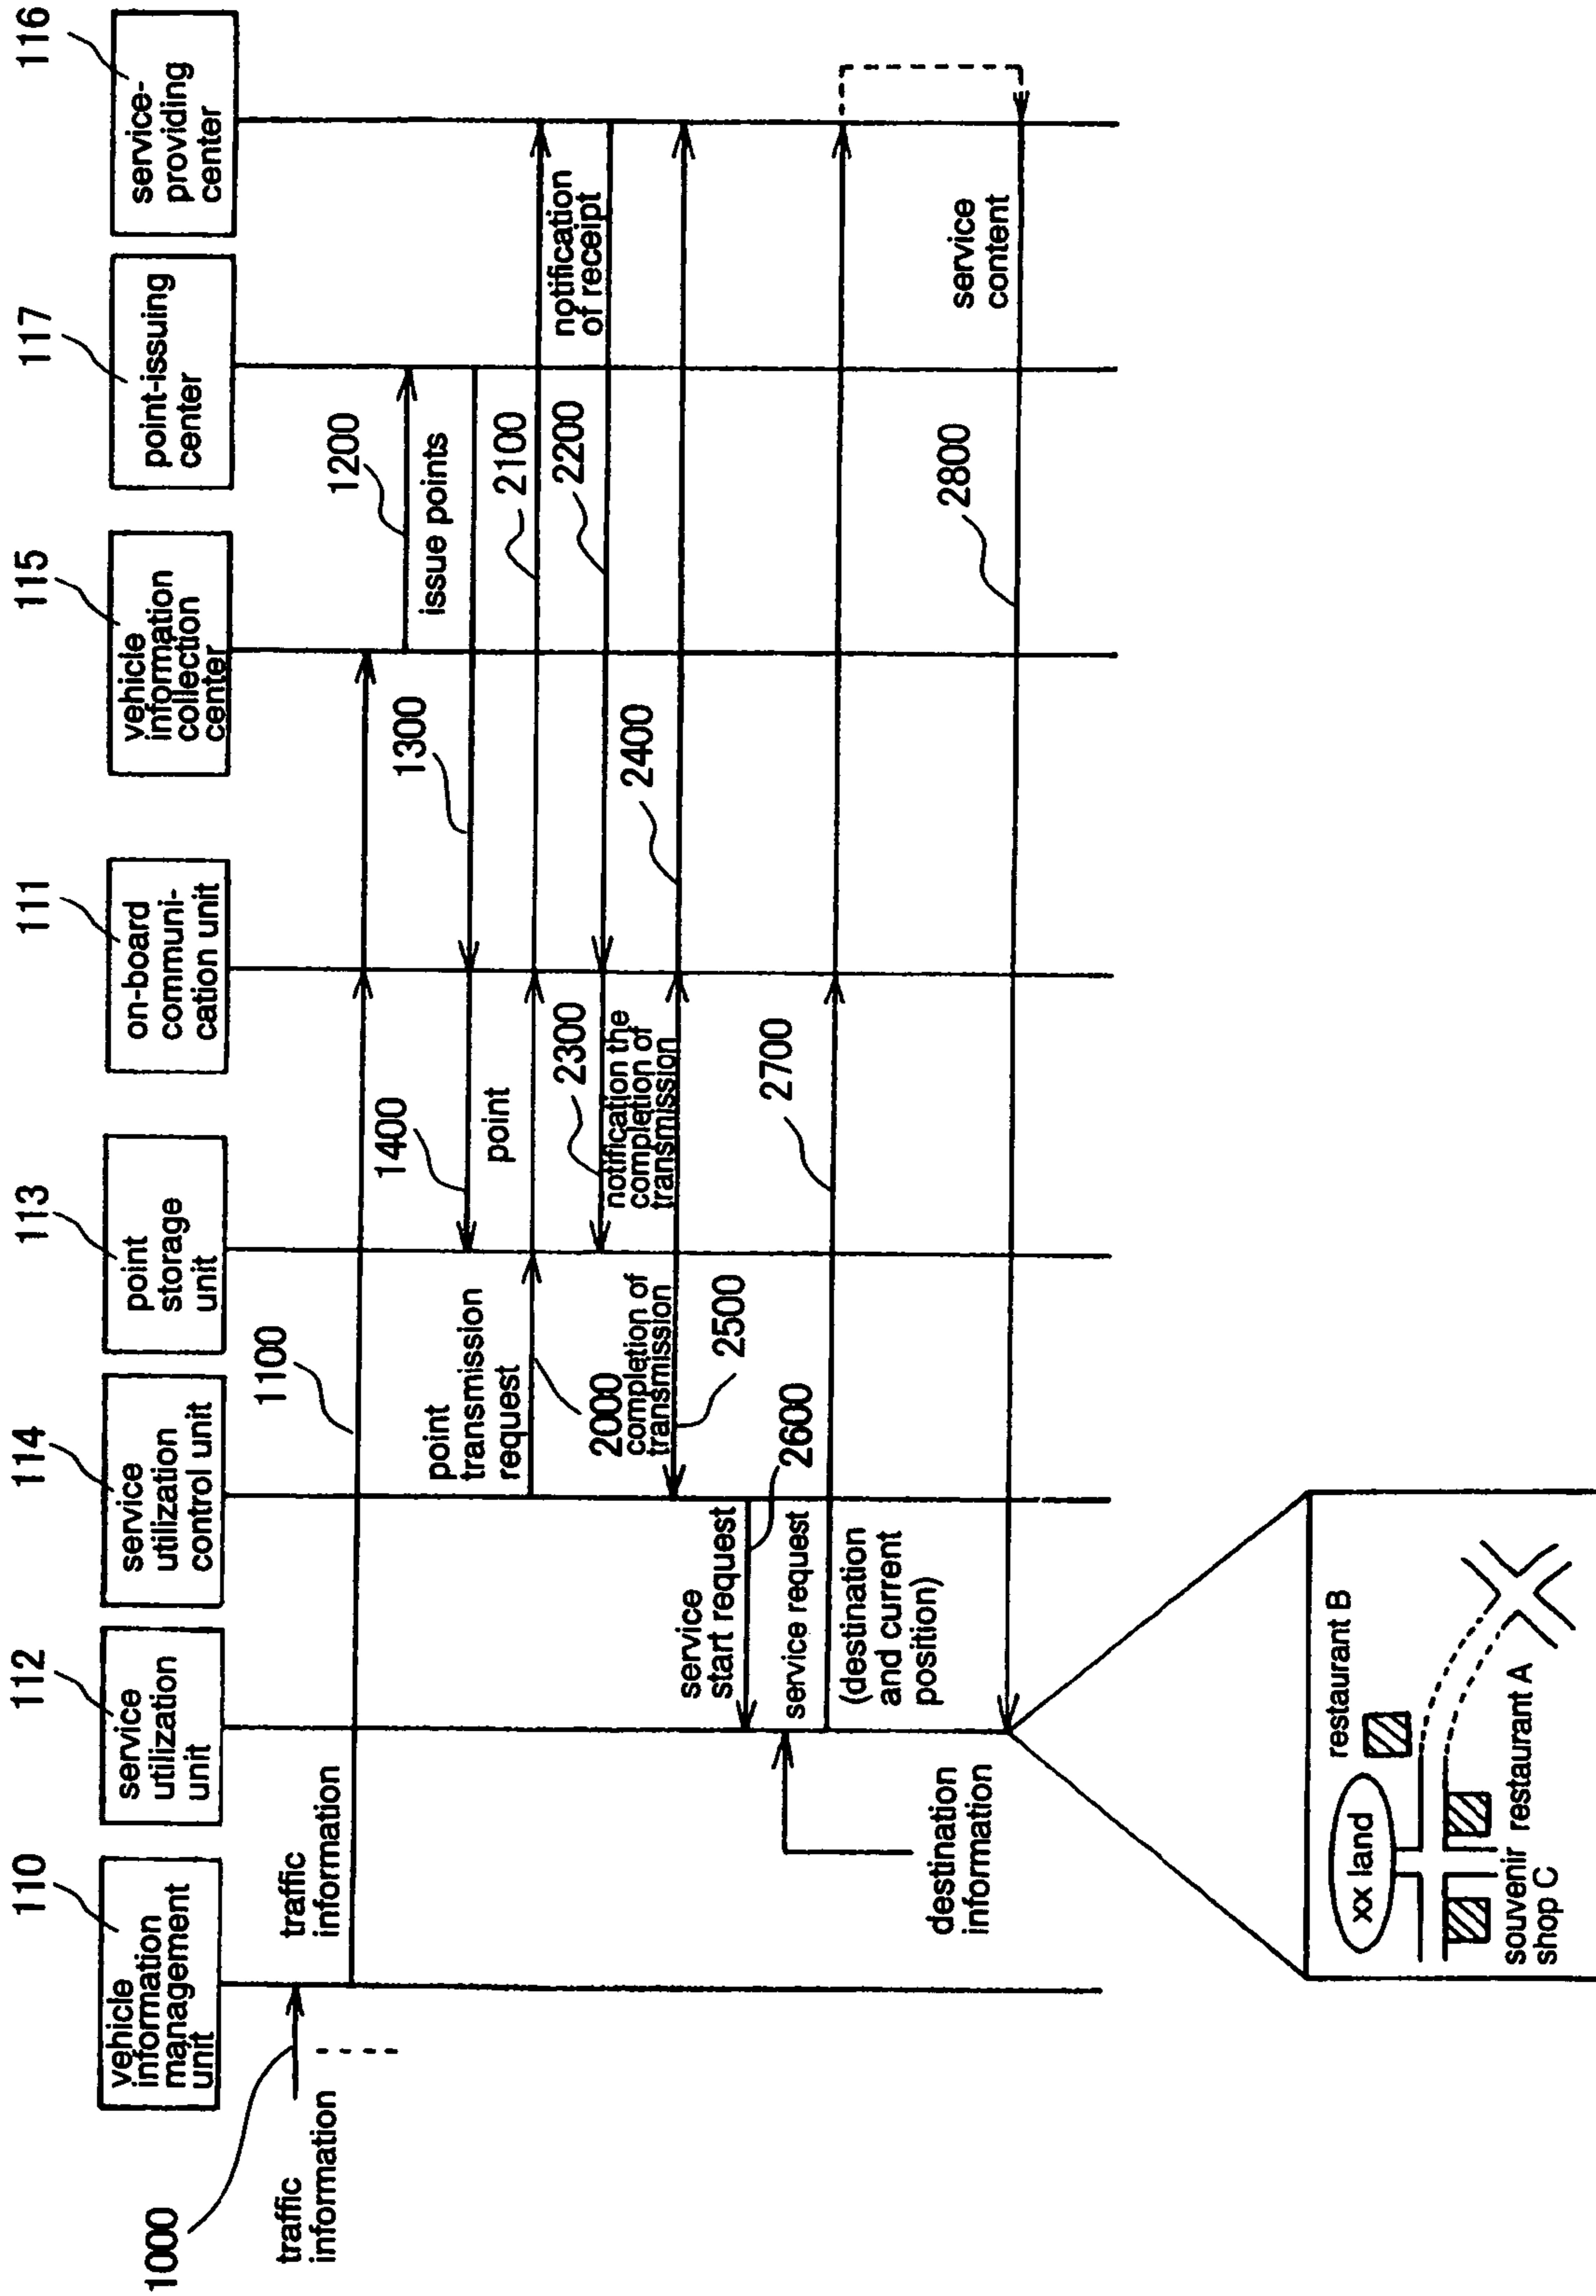 110
vehicle
information
management
unit
112
service
utilization
unit
114
service
utilization
control unit
113
point
storage
unit
111
on-board
communi-
cation unit
115
vehicle
information
collection
center
117
point-issuing
center
116
service-
providing
center
1000
traffic
information
traffic
information
1100
1200
issue points
1300
1400
point
point
transmission
request
2000
2100
notification
of receipt
2200
2300
notification the
completion of
transmission
2400
completion of
transmission
2500
service
start request
2600
service request
(destination
and current
position)
2700
destination
information
service
content
2800
restaurant B
xx land
souvenir
shop C
restaurant A